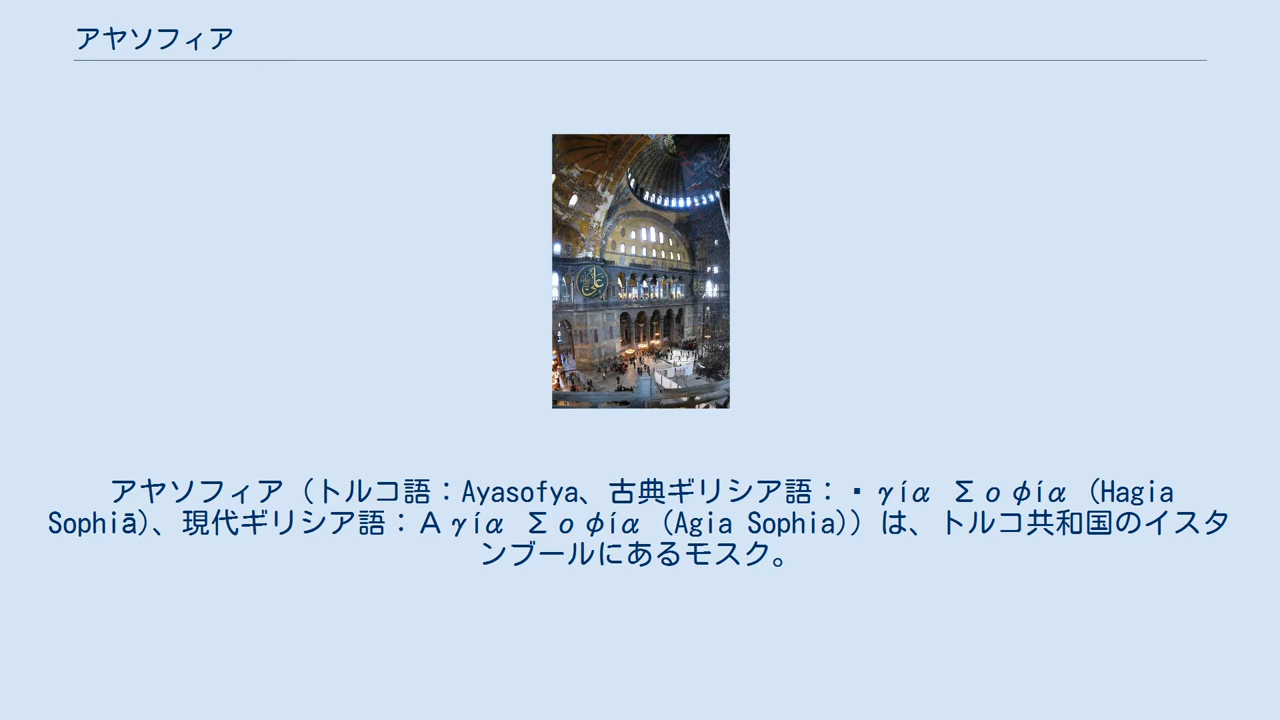 アヤソフィア
علي
アヤソフィア（トルコ語：Ayasofya、古典ギリシア語：▪γία Σοφία（Hagia
Sophiā)、現代ギリシア語：Αγία Σοφία（Agia Sophia)）は、トルコ共和国のイスタ
ンブールにあるモスク。